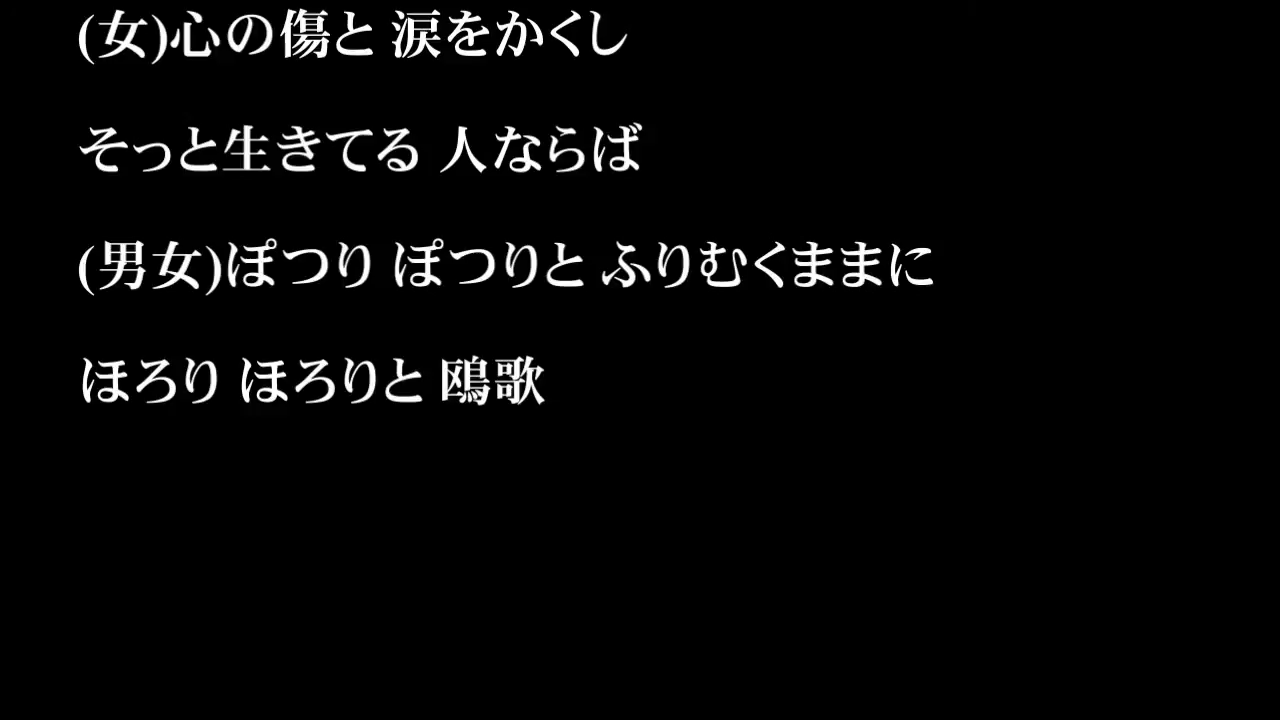 (女)心の傷と 涙をかくし
そっと生きてる 人ならば
(男女)ぽつり ぽつりと ふりむくままに
ほろり ほろりと 鴎歌